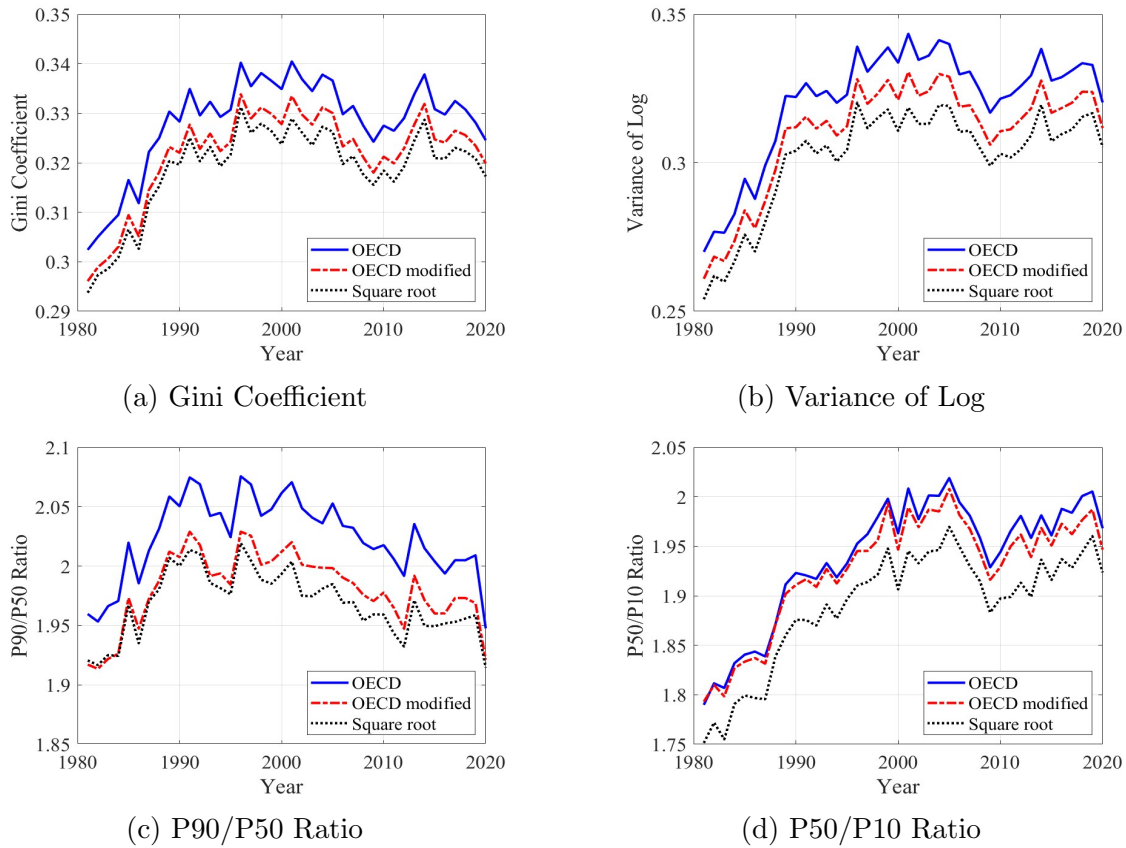 0.35
0.34
0.33
0.32
0.31
0.3
0.29
Gini Coefficient
1980
1990
2000
2010
2020
Year
OECD
OECD modified
Square root
(a) Gini Coefficient
0.35
0.3
0.25
Variance of Log
1980
1990
2000
2010
2020
Year
OECD
OECD modified
Square root
(b) Variance of Log
2.1
2.05
2
1.95
1.9
1.85
P90/P50 Ratio
1980
1990
2000
2010
2020
Year
OECD
OECD modified
Square root
(c) P90/P50 Ratio
2.05
2
1.95
1.9
1.85
1.8
1.75
P50/P10 Ratio
1980
1990
2000
2010
2020
Year
OECD
OECD modified
Square root
(d) P50/P10 Ratio